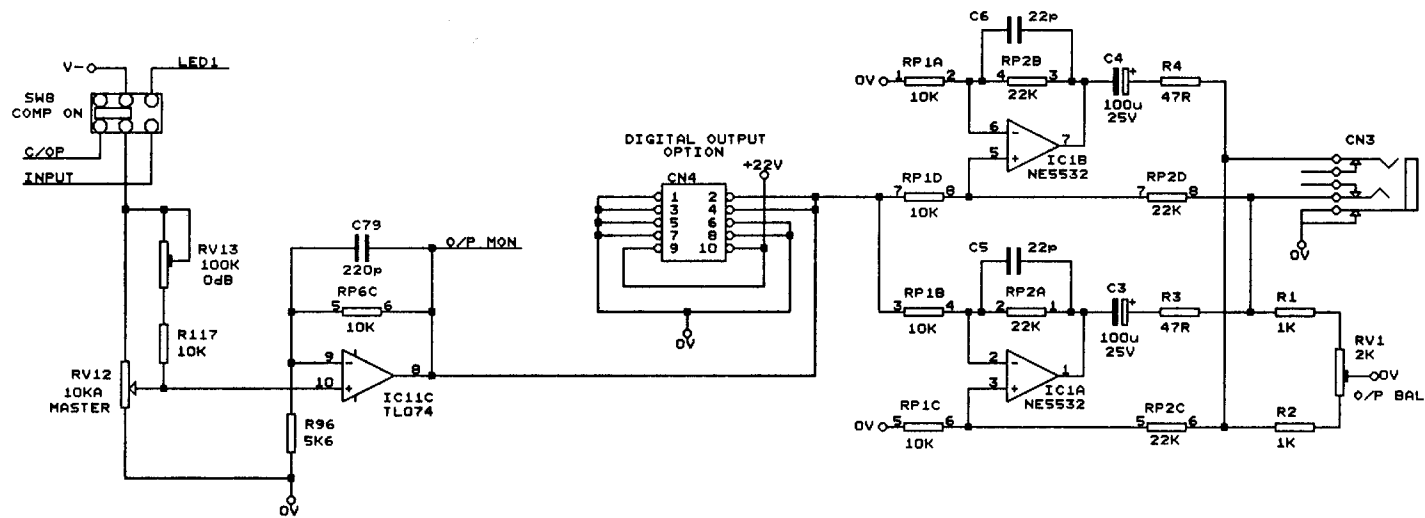 V-
LED1
SW8
COMP ON
C/OP
INPUT
RV13
100K
0dB
R117
10K
RV12
10KA
MASTER
C79
220p
O/P MON
5 RP6C 6
10K
9
10
8
IC11C
TL074
R96
5K6
0V
DIGITAL OUTPUT
OPTION
+22V
CN4
1 2
3 4
5 6
7 8
9 10
0V
C6 22p
0V
1 RP1A 2
10K
4 RP2B 3
22K
C4
+
100u
25V
R4
47R
6
5
7
IC1B
NE5532
7 RP1D 8
10K
7 RP2D 8
22K
CN3
0V
C5 22p
3 RP1B 4
10K
2 RP2A 1
22K
C3
+
100u
25V
R3
47R
R1
1K
2
3
1
IC1A
NE5532
RV1
2K
0V
O/P BAL
0V
5 RP1C 6
10K
5 RP2C 6
22K
R2
1K